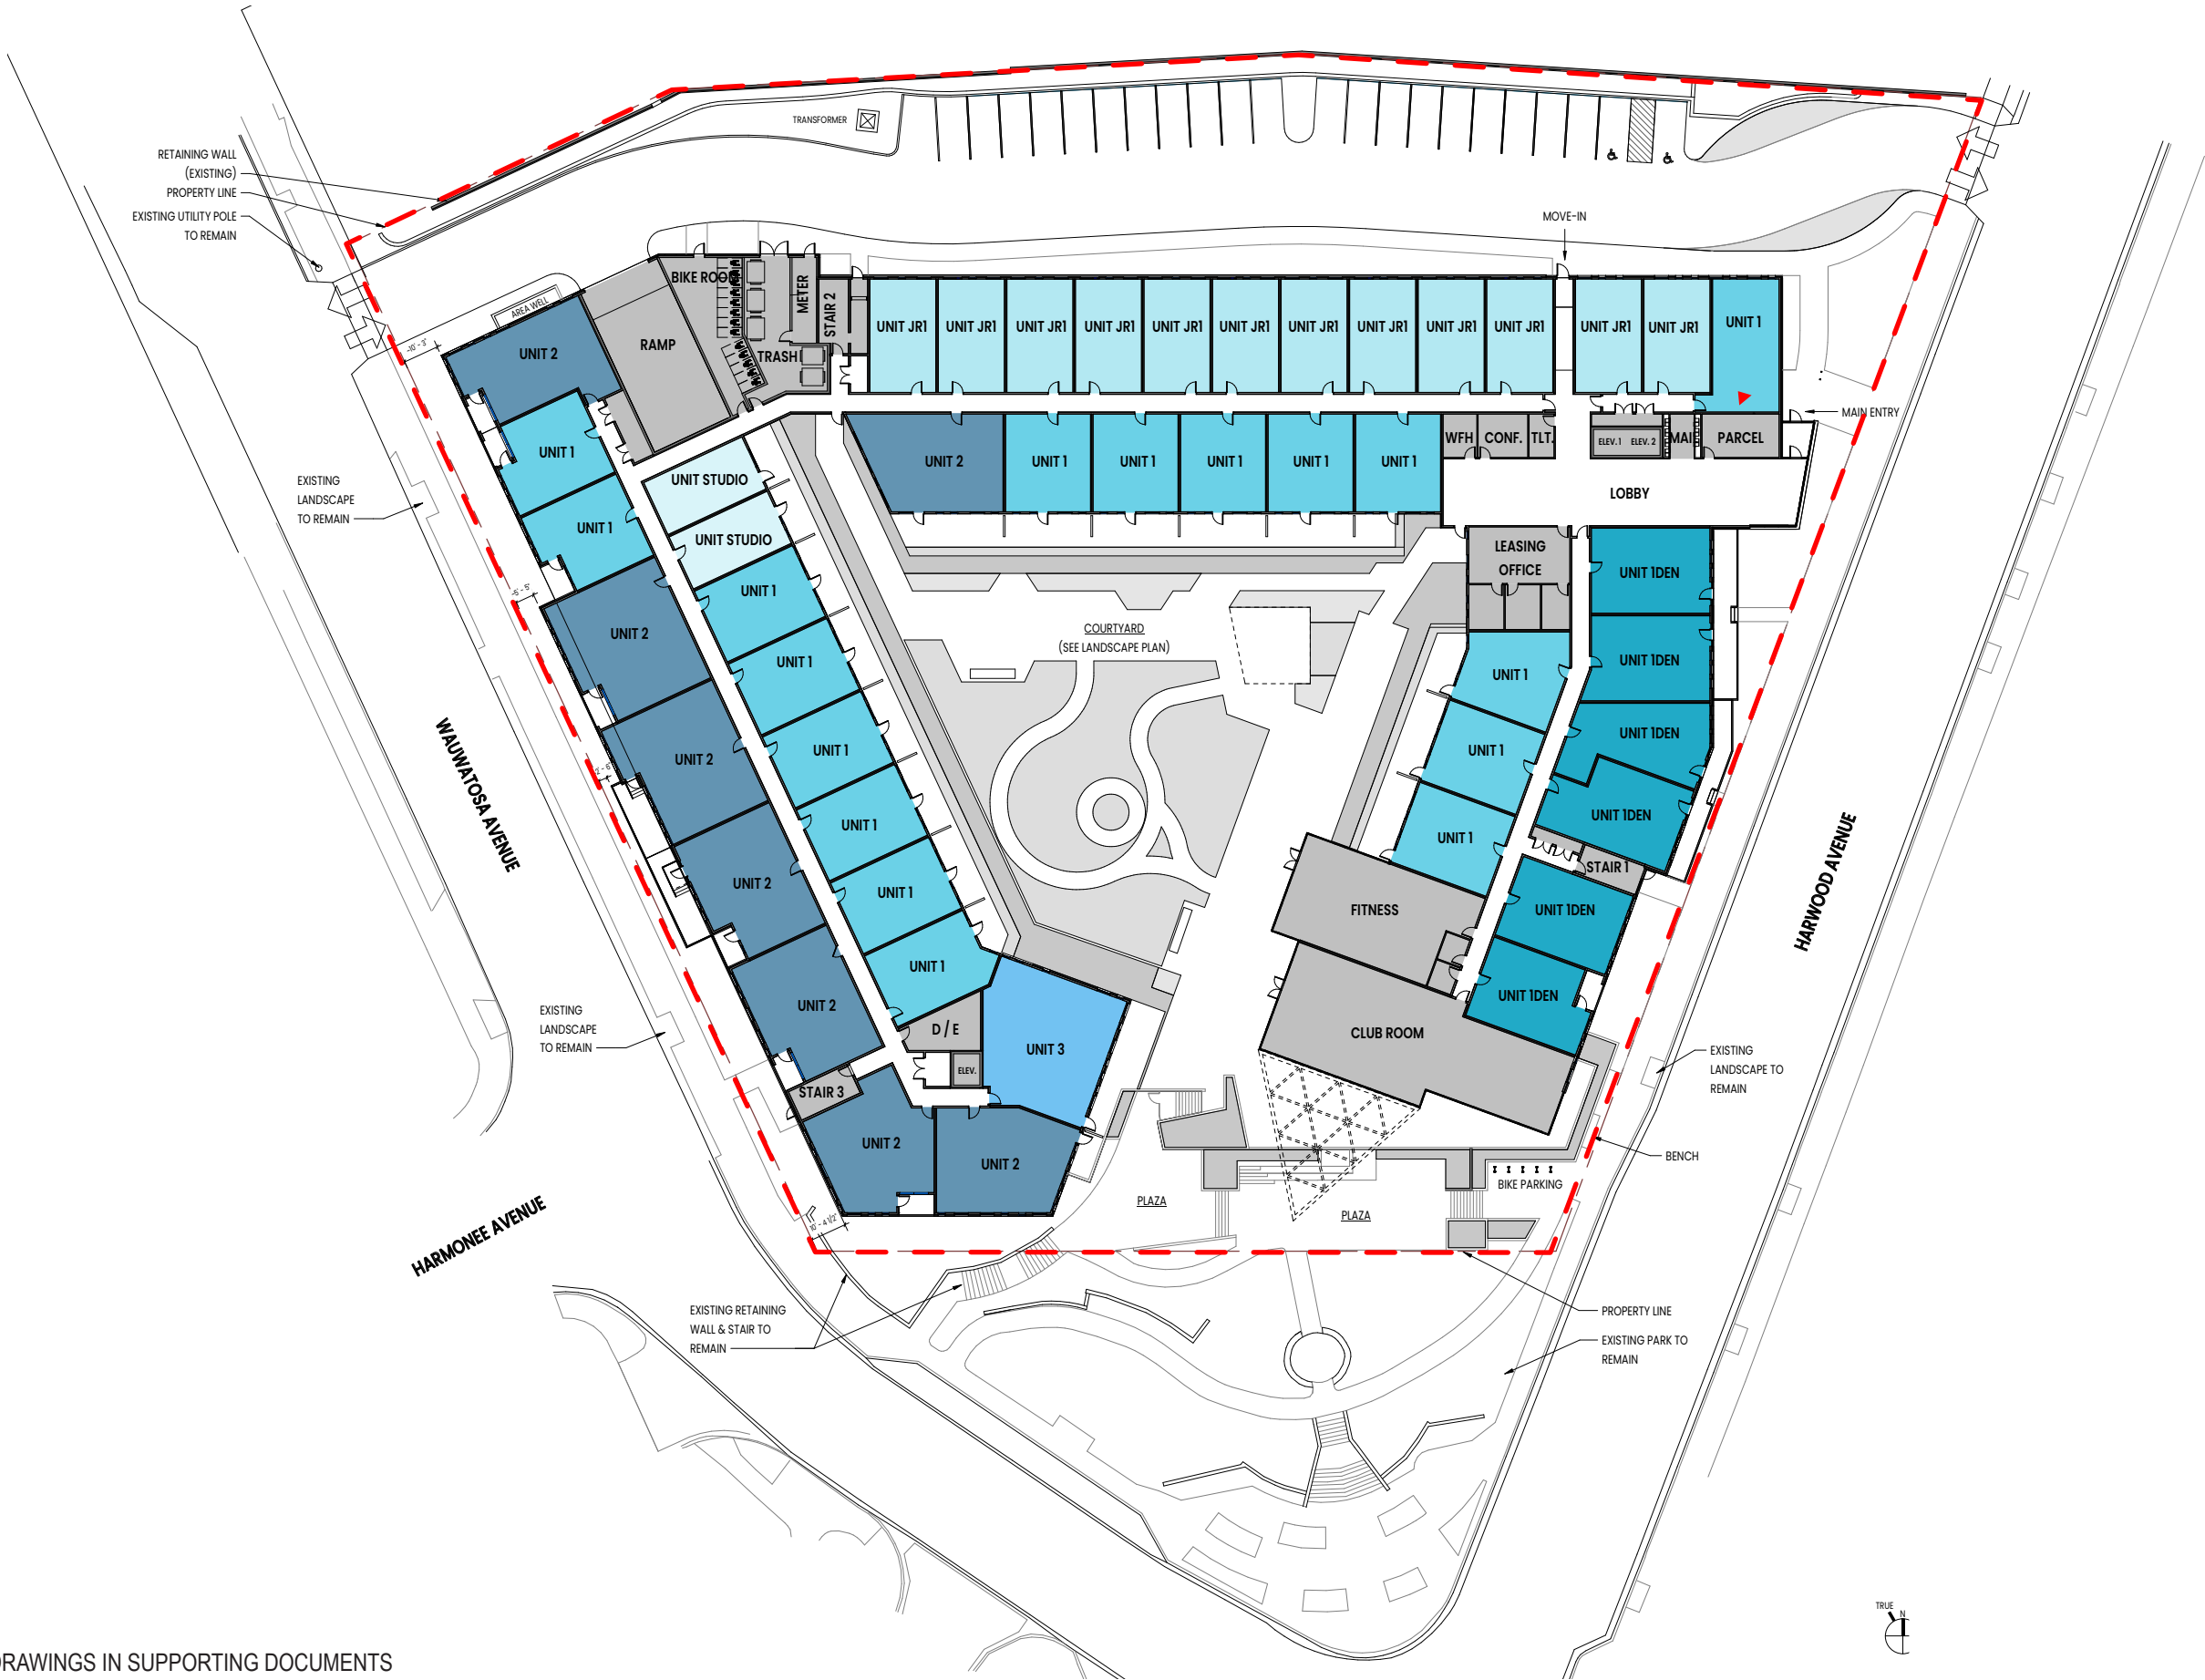 TRANSFORMER
RETAINING WALL
(EXISTING)
PROPERTY LINE
EXISTING UTILITY POLE
TO REMAIN
MOVE-IN
AREA WELL
BIKE ROOM
METER
STAIR 2
RAMP
TRASH
UNIT JR1
UNIT JR1
UNIT JR1
UNIT JR1
UNIT JR1
UNIT JR1
UNIT JR1
UNIT JR1
UNIT JR1
UNIT JR1
UNIT JR1
UNIT JR1
UNIT 1
MAIN ENTRY
UNIT 2
UNIT 1
UNIT 1
UNIT 2
UNIT 1
UNIT 1
UNIT 1
UNIT 1
UNIT 1
WFH
CONF.
TLT.
ELEV. 1
ELEV. 2
MAI
PARCEL
LOBBY
EXISTING
LANDSCAPE
TO REMAIN
UNIT STUDIO
UNIT STUDIO
LEASING
OFFICE
UNIT 1DEN
UNIT 1DEN
UNIT 1DEN
UNIT 1DEN
STAIR 1
UNIT 1DEN
UNIT 1DEN
UNIT 1
UNIT 1
UNIT 1
FITNESS
CLUB ROOM
COURTYARD
(SEE LANDSCAPE PLAN)
UNIT 2
UNIT 2
UNIT 2
UNIT 2
UNIT 1
UNIT 1
UNIT 1
UNIT 1
UNIT 1
UNIT 1
D / E
ELEV.
UNIT 3
STAIR 3
UNIT 2
UNIT 2
WAUWATOSA AVENUE
HARWOOD AVENUE
HARMONEE AVENUE
EXISTING
LANDSCAPE
TO REMAIN
EXISTING
LANDSCAPE TO
REMAIN
BENCH
BIKE PARKING
PLAZA
PLAZA
10' - 4 1/2"
EXISTING RETAINING
WALL & STAIR TO
REMAIN
PROPERTY LINE
EXISTING PARK TO
REMAIN
TRUE
N
DRAWINGS IN SUPPORTING DOCUMENTS